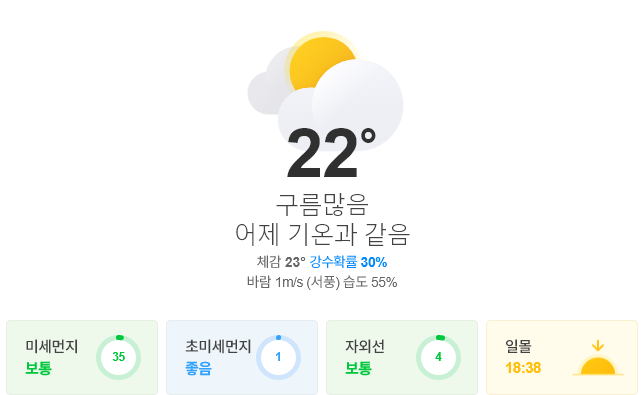 22°
구름많음
어제 기온과 같음
체감 23° 강수확률 30%
바람 1m/s (서풍) 습도 55%
미세먼지
보통
35
초미세먼지
좋음
1
자외선
보통
4
일몰
18:38